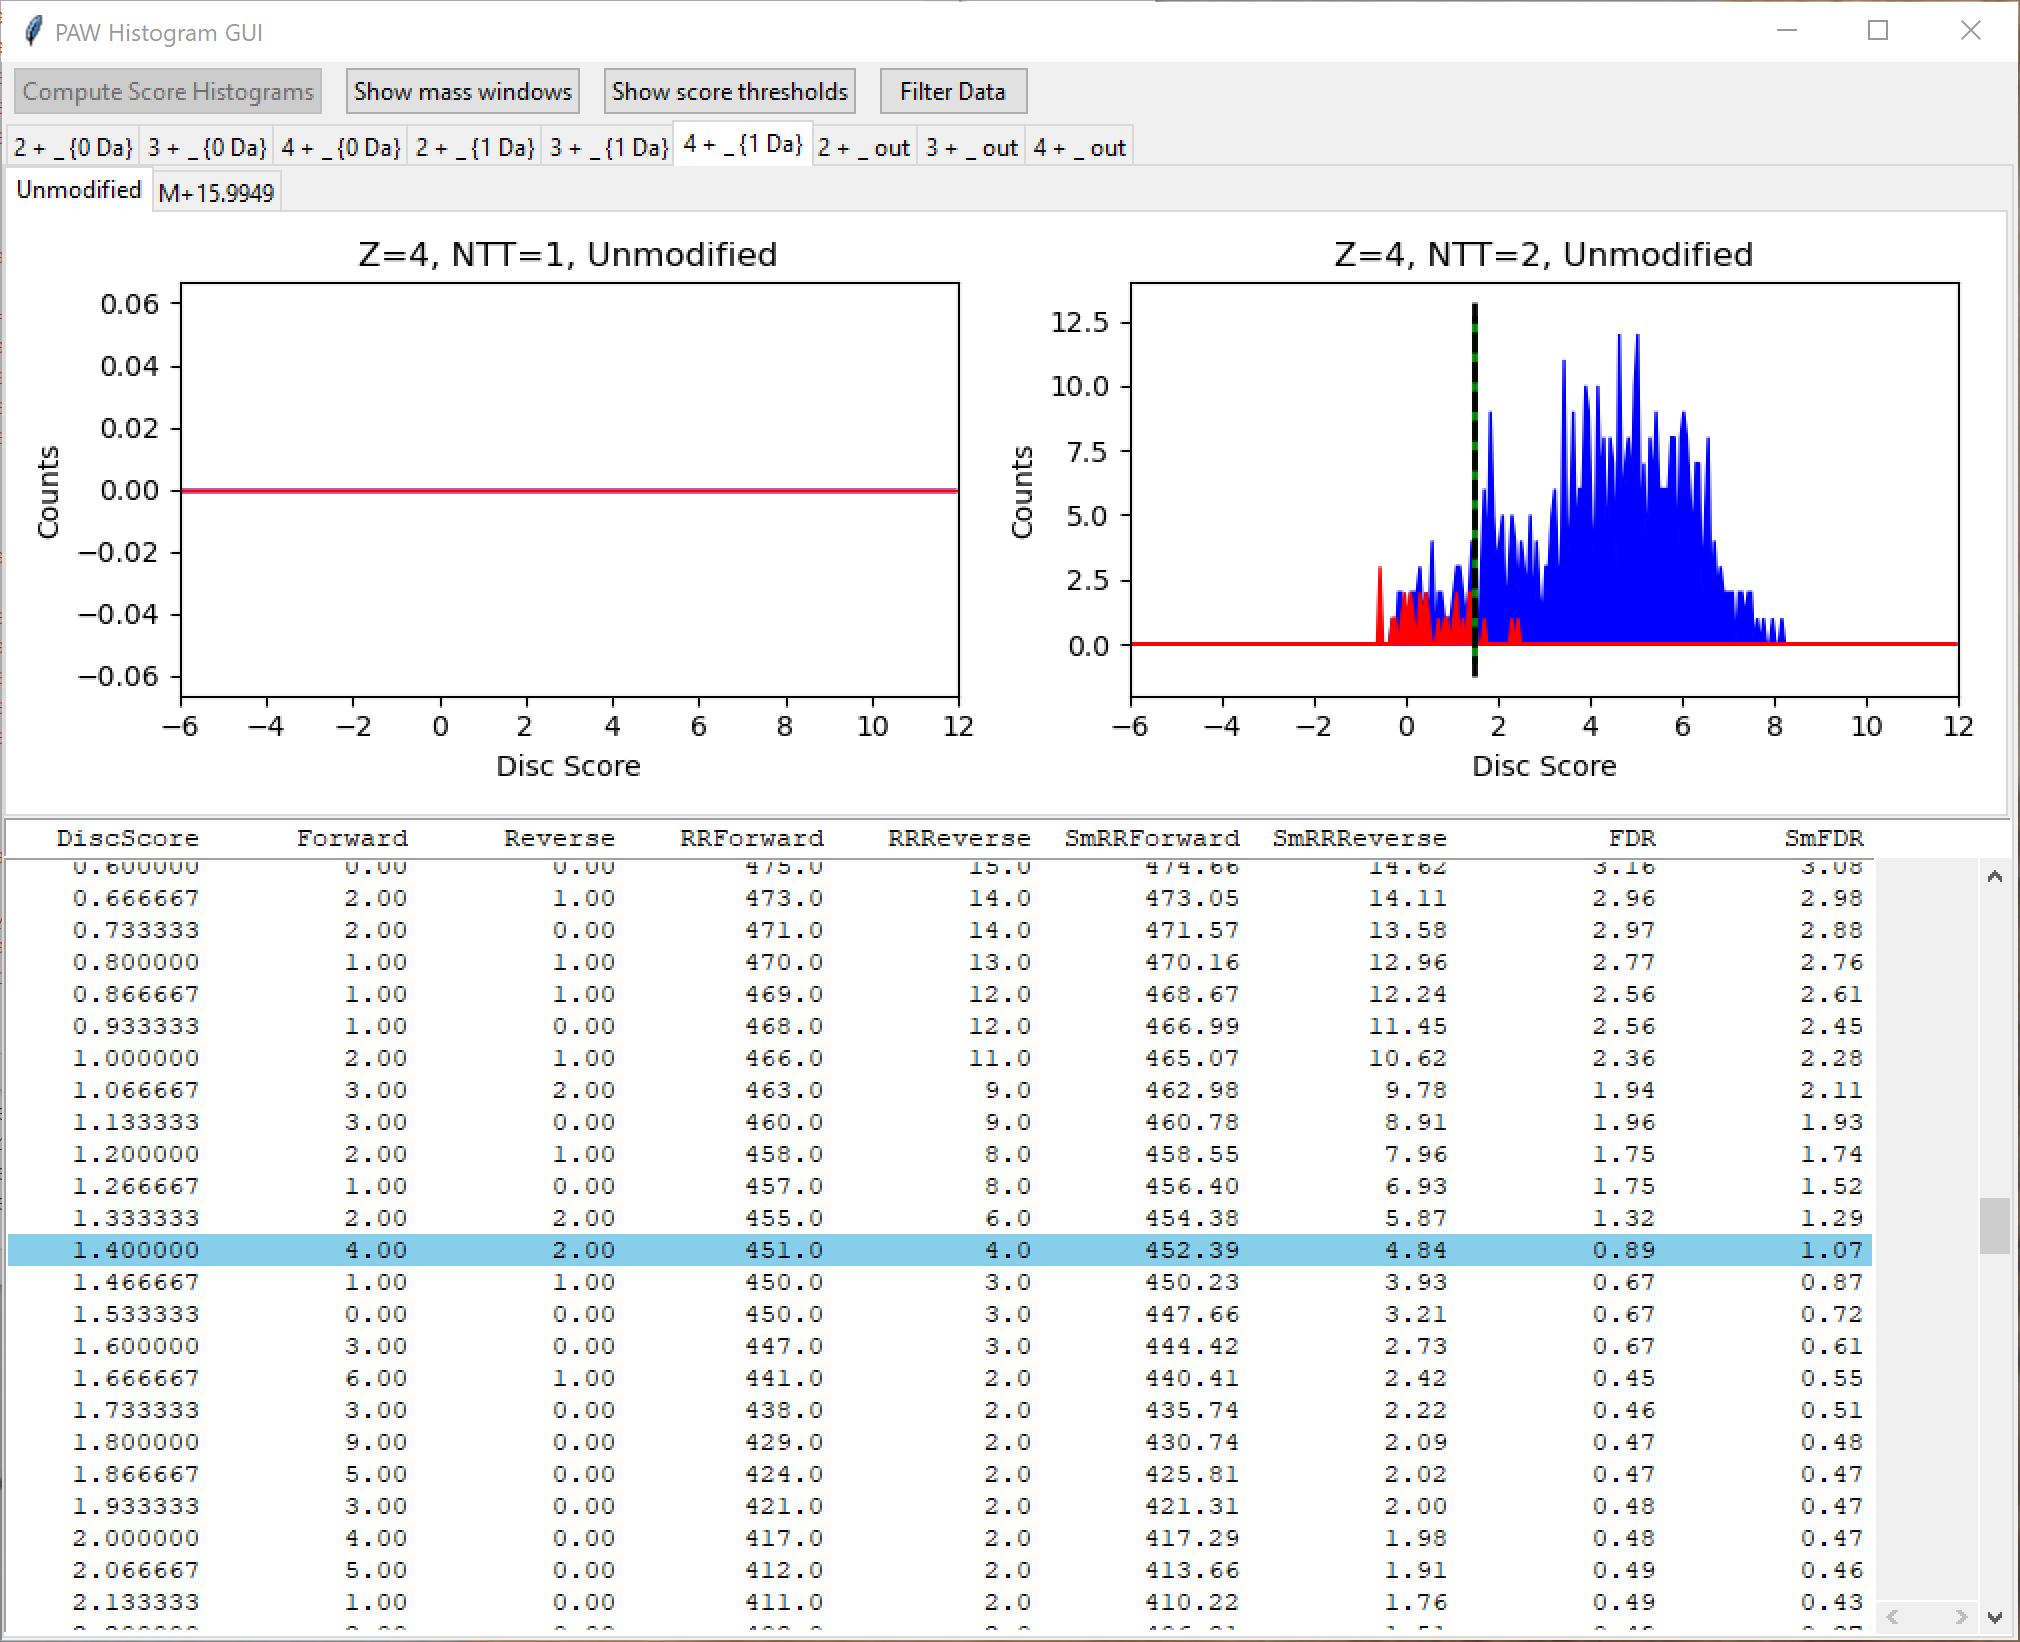 PAW Histogram GUI
Compute Score Histograms Show mass windows Show score thresholds Filter Data
2 + _ {0 Da} 3 + _ {0 Da} 4 + _ {0 Da} 2 + _ {1 Da} 3 + _ {1 Da} 4 + _ {1 Da} 2 + _ out 3 + _ out 4 + _ out
Unmodified M+15.9949
Z=4, NTT=1, Unmodified
0.06
0.04
0.02
0.00
−0.02
−0.04
−0.06
Counts
−6 −4 −2 0 2 4 6 8 10 12
Disc Score
Z=4, NTT=2, Unmodified
12.5
10.0
7.5
5.0
2.5
0.0
Counts
−6 −4 −2 0 2 4 6 8 10 12
Disc Score
DiscScore Forward Reverse RRForward RRReverse SmRRForward SmRRReverse FDR SmFDR
0.600000 0.00 0.00 475.0 15.0 474.66 14.62 3.16 3.08
0.666667 2.00 1.00 473.0 14.0 473.05 14.11 2.96 2.98
0.733333 2.00 0.00 471.0 14.0 471.57 13.58 2.97 2.88
0.800000 1.00 1.00 470.0 13.0 470.16 12.96 2.77 2.76
0.866667 1.00 1.00 469.0 12.0 468.67 12.24 2.56 2.61
0.933333 1.00 0.00 468.0 12.0 466.99 11.45 2.56 2.45
1.000000 2.00 1.00 466.0 11.0 465.07 10.62 2.36 2.28
1.066667 3.00 2.00 463.0 9.0 462.98 9.78 1.94 2.11
1.133333 3.00 0.00 460.0 9.0 460.78 8.91 1.96 1.93
1.200000 2.00 1.00 458.0 8.0 458.55 7.96 1.75 1.74
1.266667 1.00 0.00 457.0 8.0 456.40 6.93 1.75 1.52
1.333333 2.00 2.00 455.0 6.0 454.38 5.87 1.32 1.29
1.400000 4.00 2.00 451.0 4.0 452.39 4.84 0.89 1.07
1.466667 1.00 1.00 450.0 3.0 450.23 3.93 0.67 0.87
1.533333 0.00 0.00 450.0 3.0 447.66 3.21 0.67 0.72
1.600000 3.00 0.00 447.0 3.0 444.42 2.73 0.67 0.61
1.666667 6.00 1.00 441.0 2.0 440.41 2.42 0.45 0.55
1.733333 3.00 0.00 438.0 2.0 435.74 2.22 0.46 0.51
1.800000 9.00 0.00 429.0 2.0 430.74 2.09 0.47 0.48
1.866667 5.00 0.00 424.0 2.0 425.81 2.02 0.47 0.47
1.933333 3.00 0.00 421.0 2.0 421.31 2.00 0.48 0.47
2.000000 4.00 0.00 417.0 2.0 417.29 1.98 0.48 0.47
2.066667 5.00 0.00 412.0 2.0 413.66 1.91 0.49 0.46
2.133333 1.00 0.00 411.0 2.0 410.22 1.76 0.49 0.43